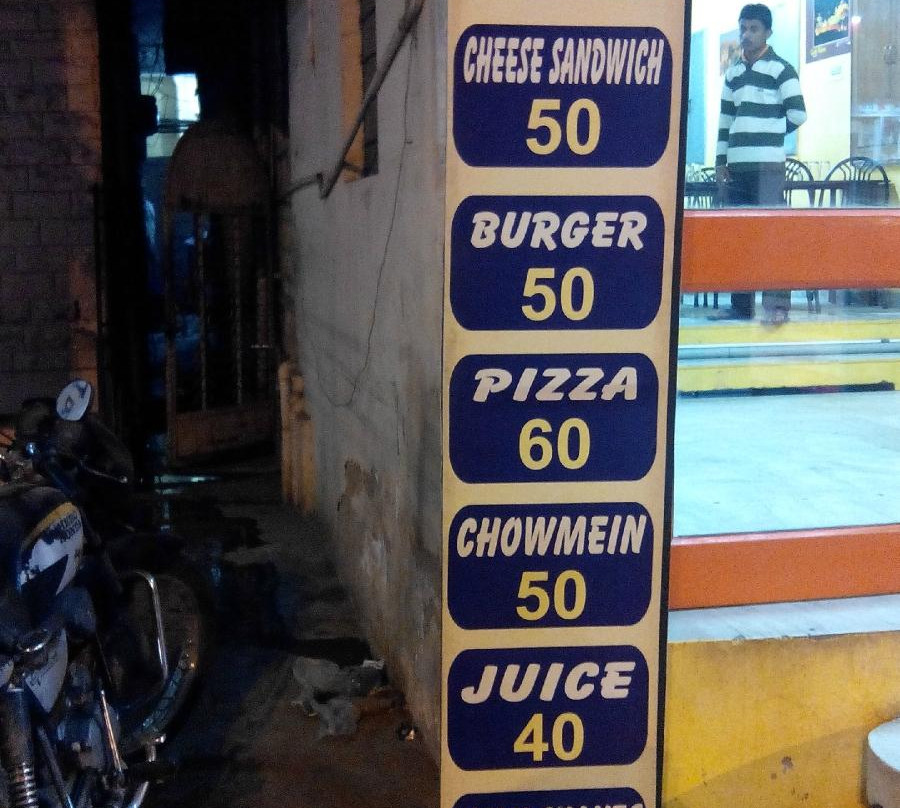 CHEESE SANDWICH
50
BURGER
50
PIZZA
60
CHOWMEIN
50
JUICE
40